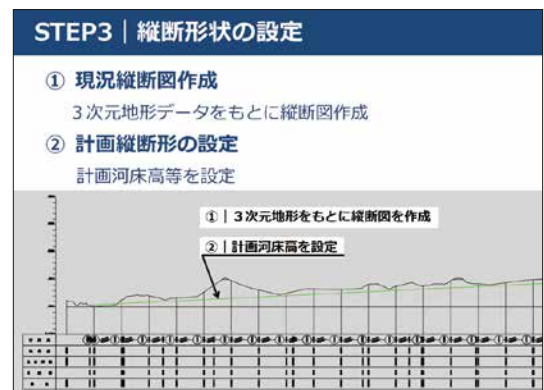 STEP3｜縦断形状の設定
① 現況縦断図作成
3次元地形データをもとに縦断図作成
② 計画縦断形の設定
計画河床高等を設定
①｜3次元地形をもとに縦断図を作成
②｜計画河床高を設定